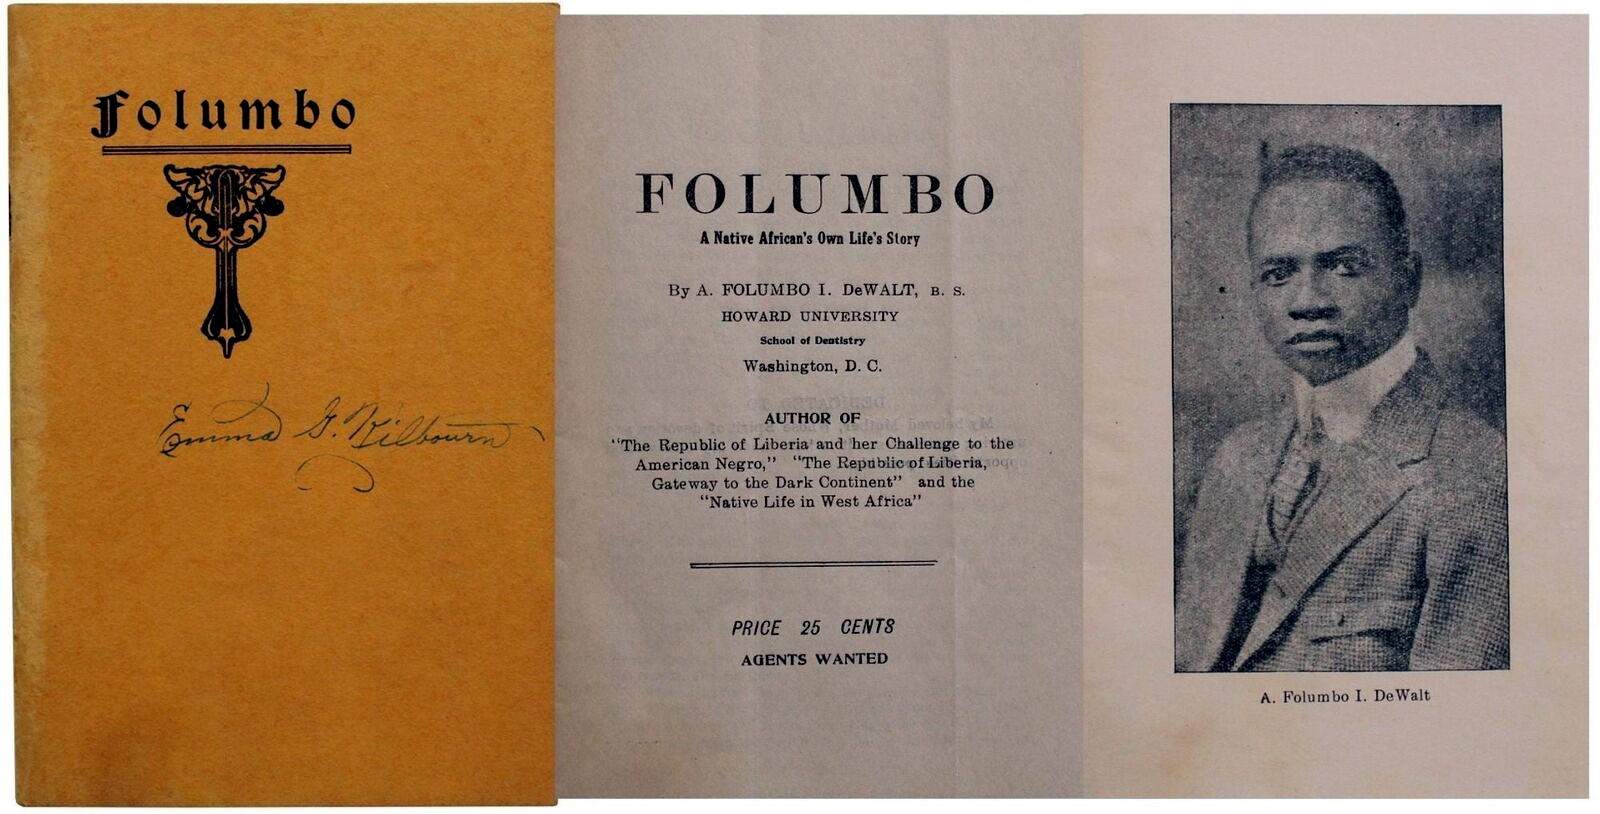 Folumbo
Emma G. Kilbourn
FOLUMBO
A Native African's Own Life's Story
By A. FOLUMBO I. DeWALT, B. S.
HOWARD UNIVERSITY
School of Dentistry
Washington, D. C.
AUTHOR OF
"The Republic of Liberia and her Challenge to the
American Negro," "The Republic of Liberia,
Gateway to the Dark Continent" and the
"Native Life in West Africa"
PRICE 25 CENTS
AGENTS WANTED
A. Folumbo I. DeWalt